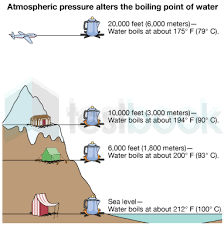 Atmospheric pressure alters the boiling point of water
20,000 feet (6,000 meters)—
Water boils at about 175° F (79° C).
10,000 feet (3,000 meters)—
Water boils at about 194° F (90° C).
6,000 feet (1,800 meters)—
Water boils at about 200° F (93° C).
Sea level—
Water boils at about 212° F (100° C)